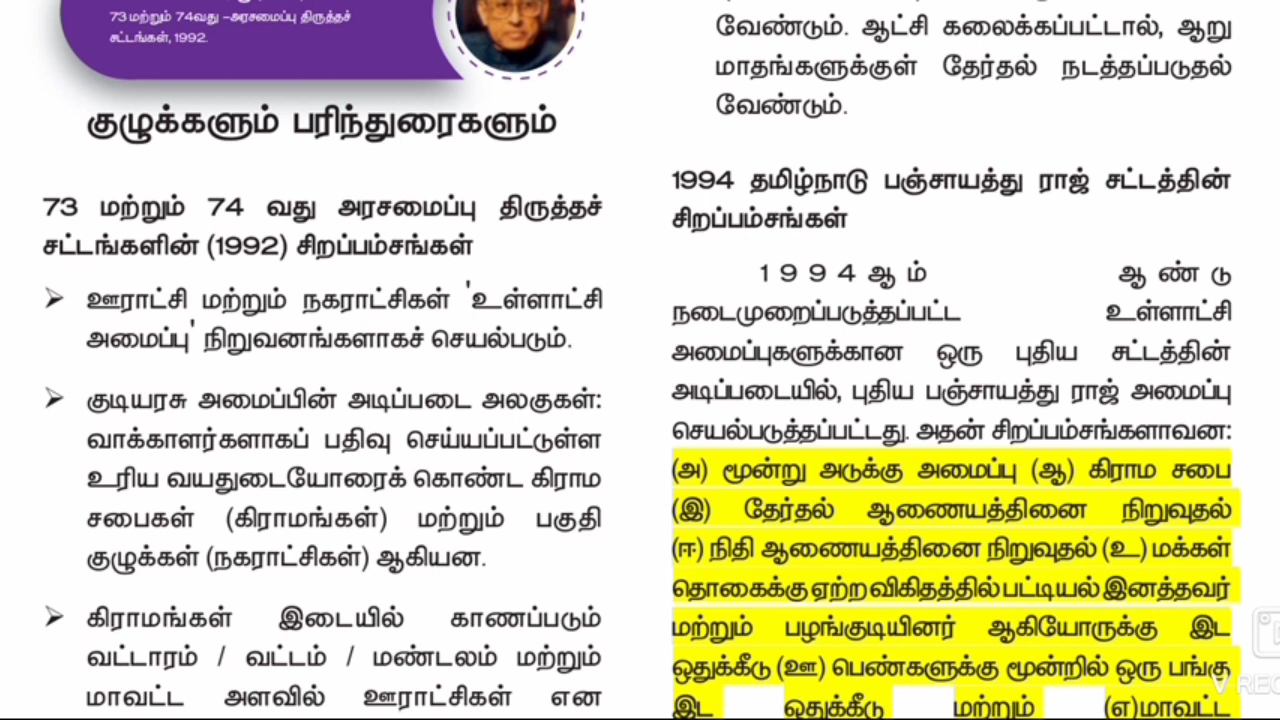 73 மற்றும் 74வது –அரசமைப்பு திருத்தச்
சட்டங்கள், 1992.
குழுக்களும் பரிந்துரைகளும்
73 மற்றும் 74 வது அரசமைப்பு திருத்தச்
சட்டங்களின் (1992) சிறப்பம்சங்கள்
➢ ஊராட்சி மற்றும் நகராட்சிகள் 'உள்ளாட்சி
அமைப்பு' நிறுவனங்களாகச் செயல்படும்.
➢ குடியரசு அமைப்பின் அடிப்படை அலகுகள்:
வாக்காளர்களாகப் பதிவு செய்யப்பட்டுள்ள
உரிய வயதுடையோரைக் கொண்ட கிராம
சபைகள் (கிராமங்கள்) மற்றும் பகுதி
குழுக்கள் (நகராட்சிகள்) ஆகியன.
➢ கிராமங்கள் இடையில் காணப்படும்
வட்டாரம் / வட்டம் / மண்டலம் மற்றும்
மாவட்ட அளவில் ஊராட்சிகள் என
வேண்டும். ஆட்சி கலைக்கப்பட்டால், ஆறு
மாதங்களுக்குள் தேர்தல் நடத்தப்படுதல்
வேண்டும்.
1994 தமிழ்நாடு பஞ்சாயத்து ராஜ் சட்டத்தின்
சிறப்பம்சங்கள்
1994ஆம் ஆண்டு
நடைமுறைப்படுத்தப்பட்ட உள்ளாட்சி
அமைப்புகளுக்கான ஒரு புதிய சட்டத்தின்
அடிப்படையில், புதிய பஞ்சாயத்து ராஜ் அமைப்பு
செயல்படுத்தப்பட்டது. அதன் சிறப்பம்சங்களாவன:
(அ) மூன்று அடுக்கு அமைப்பு (ஆ) கிராம சபை
(இ) தேர்தல் ஆணையத்தினை நிறுவுதல்
(ஈ) நிதி ஆணையத்தினை நிறுவுதல் (உ) மக்கள்
தொகைக்கு ஏற்ற விகிதத்தில் பட்டியல் இனத்தவர்
மற்றும் பழங்குடியினர் ஆகியோருக்கு இட
ஒதுக்கீடு (ஊ) பெண்களுக்கு மூன்றில் ஒரு பங்கு
இட ஒதுக்கீடு மற்றும் (எ)மாவட்ட